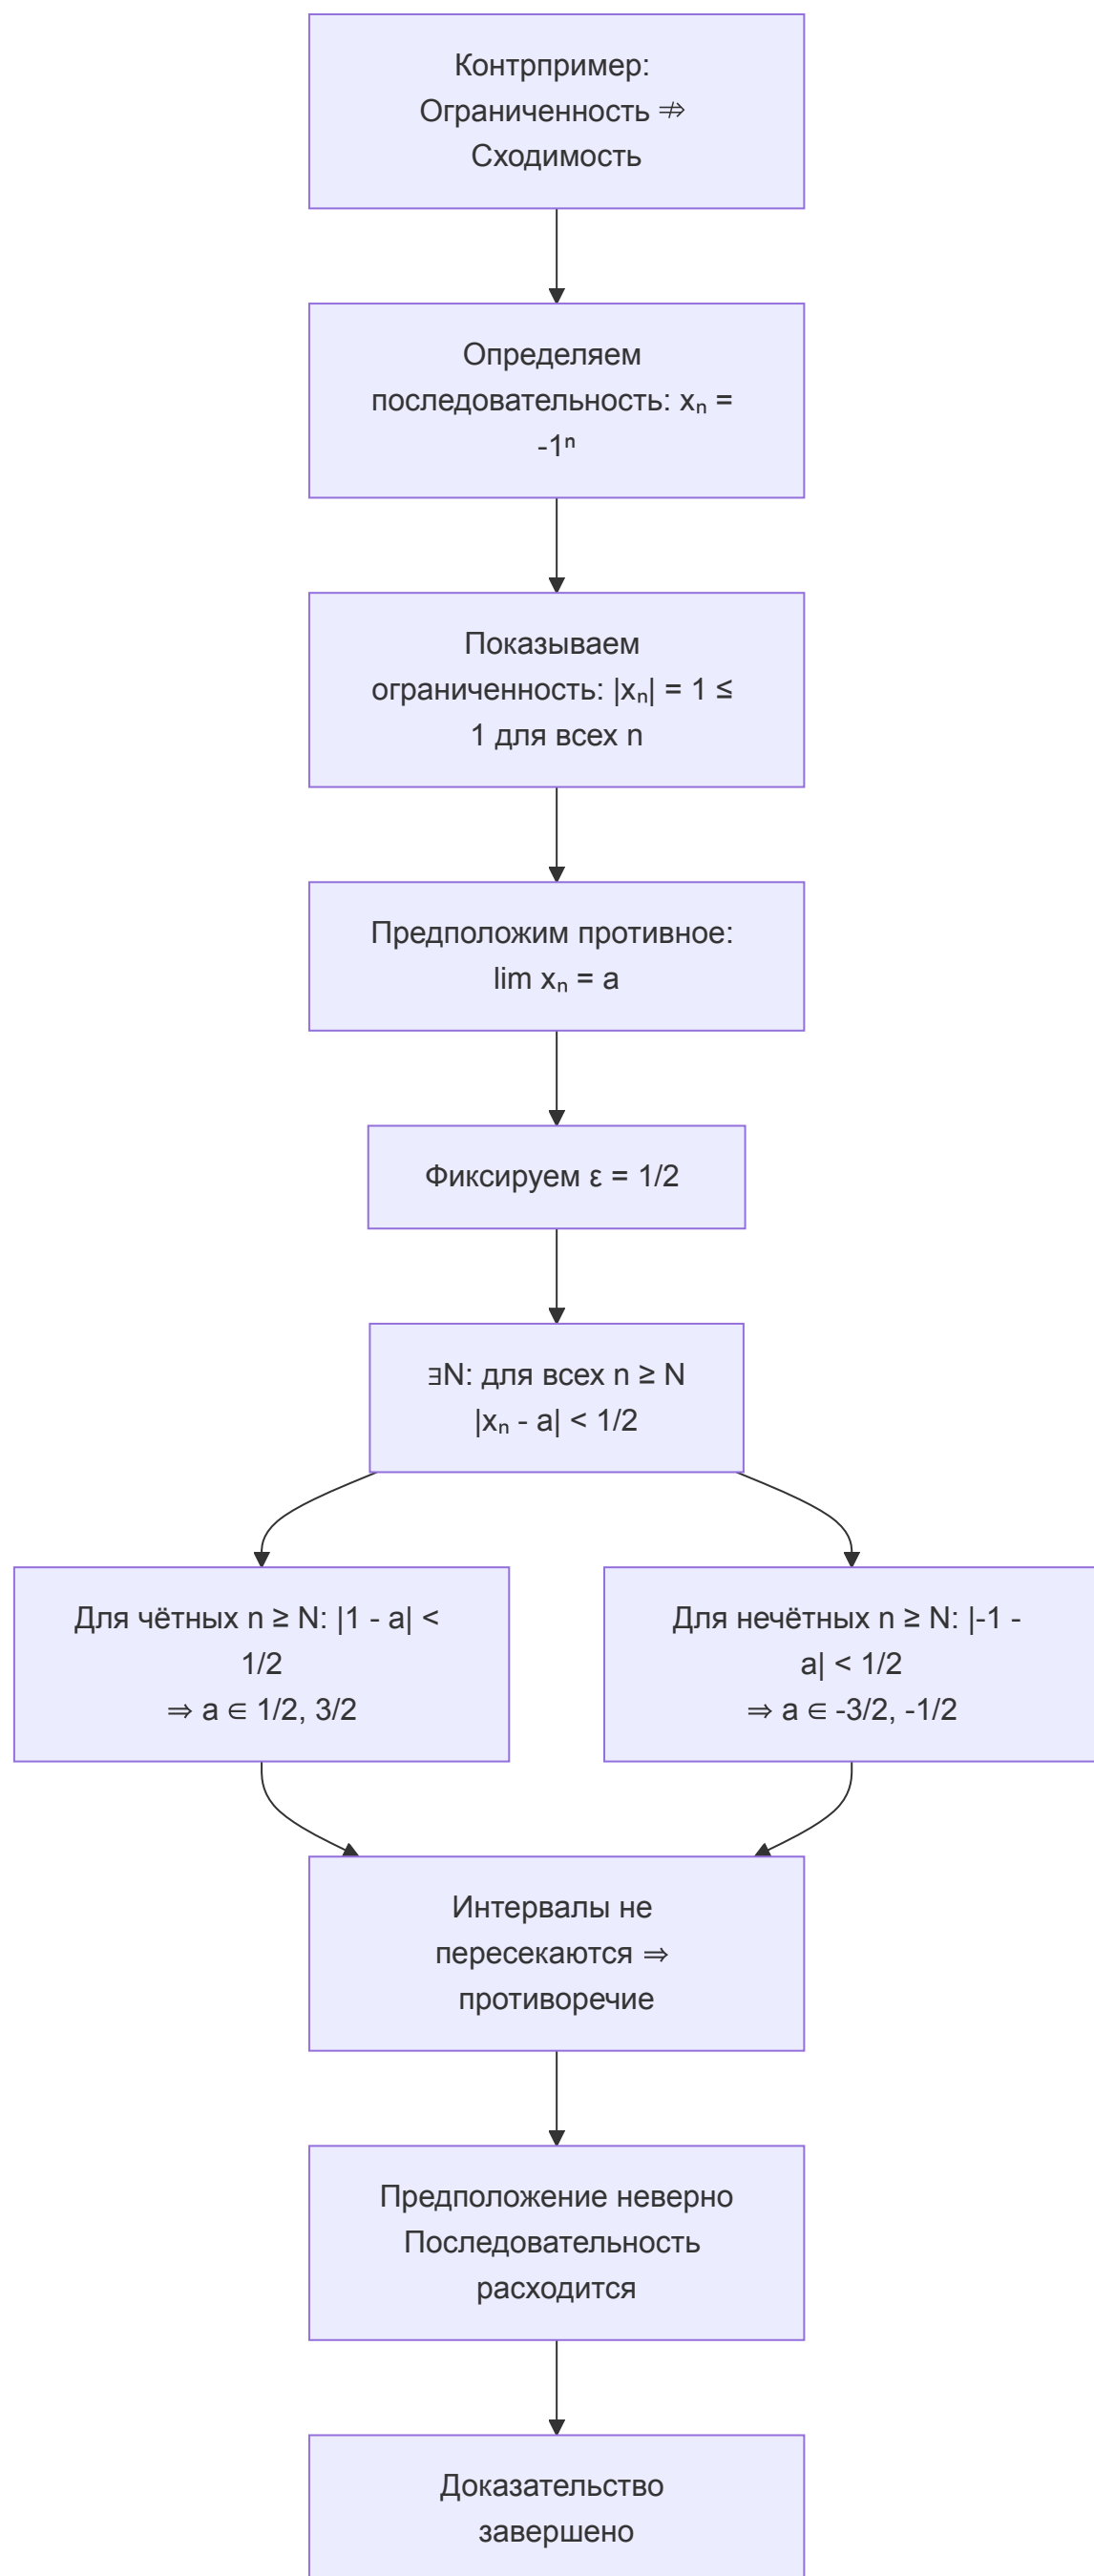 Контрпример:
Ограниченность ⇏
Сходимость
Определяем
последовательность: xₙ =
-1ⁿ
Показываем
ограниченность: |xₙ| = 1 ≤
1 для всех n
Предположим противное:
lim xₙ = a
Фиксируем ε = 1/2
∃N: для всех n ≥ N
|xₙ - a| < 1/2
Для чётных n ≥ N: |1 - a| <
1/2
⇒ a ∈ 1/2, 3/2
Для нечётных n ≥ N: |-1 -
a| < 1/2
⇒ a ∈ -3/2, -1/2
Интервалы не
пересекаются ⇒
противоречие
Предположение неверно
Последовательность
расходится
Доказательство
завершено